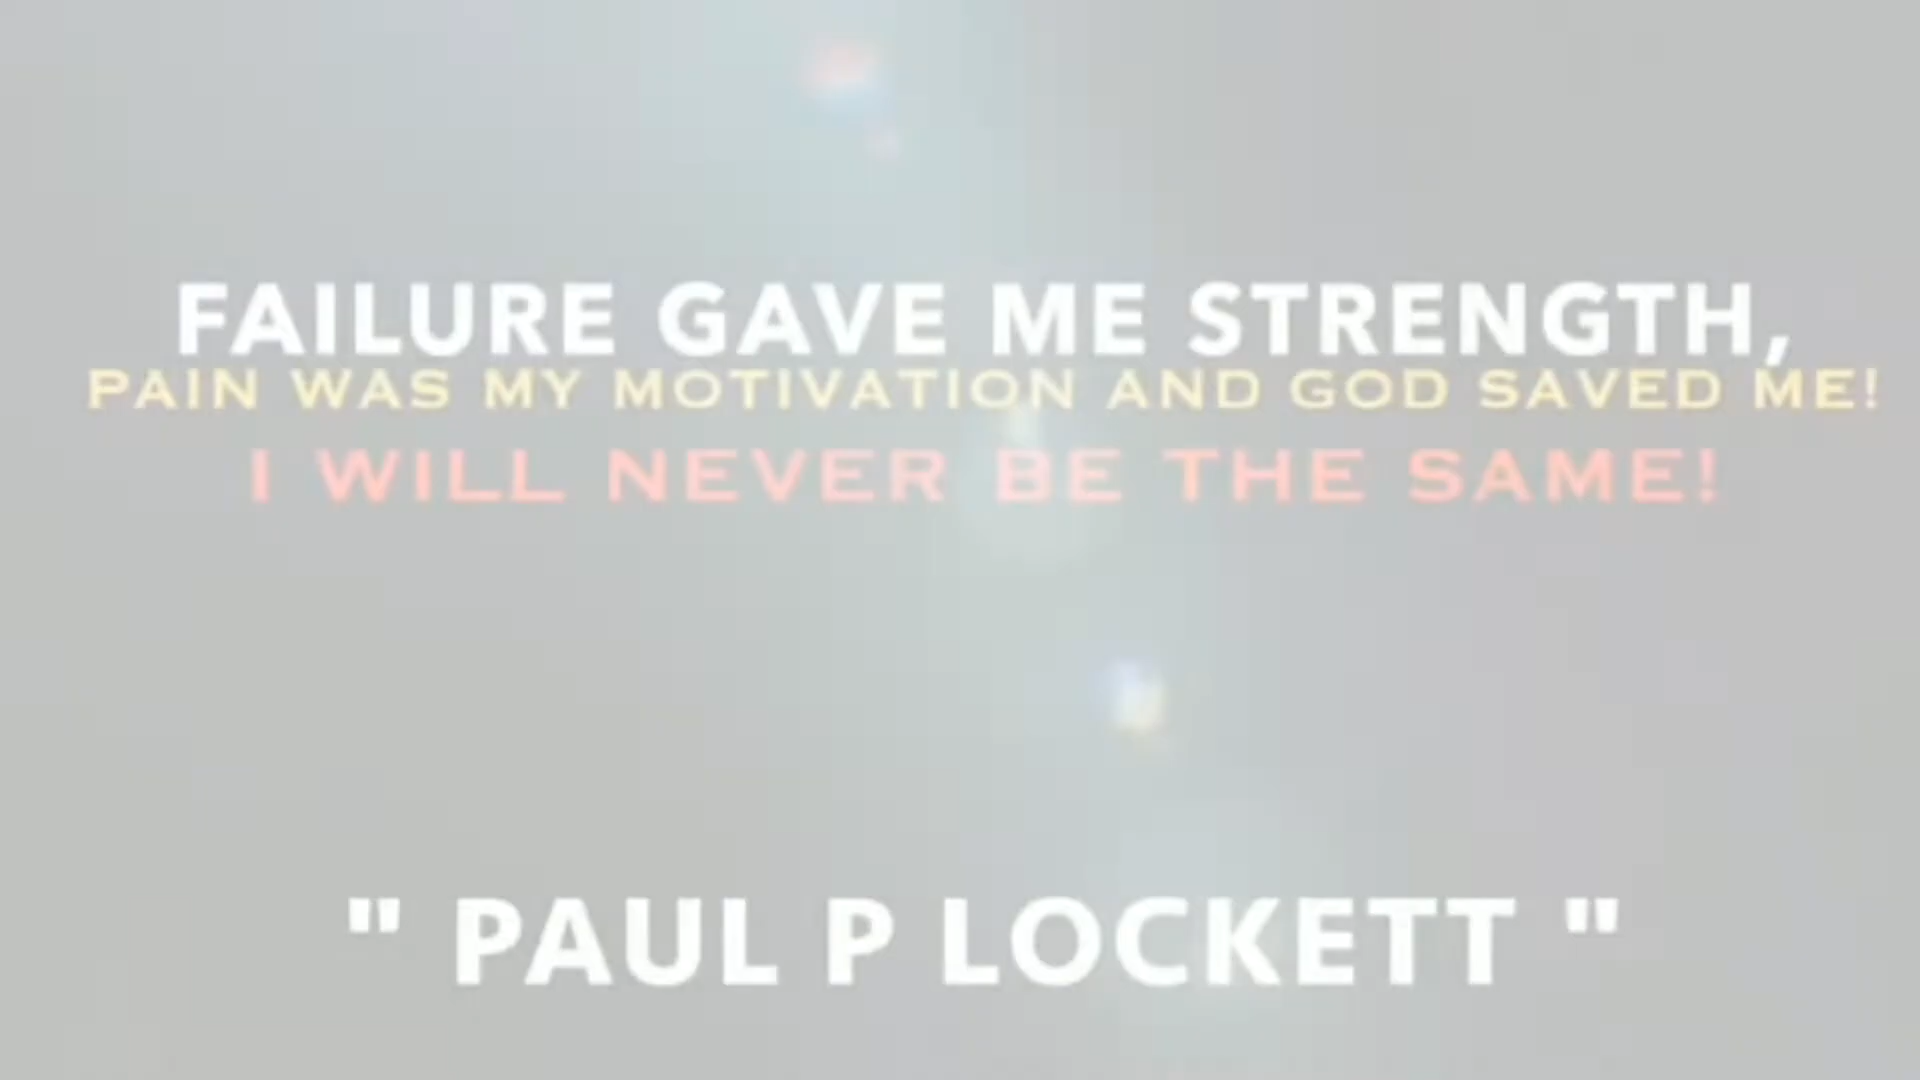 FAILURE GAVE ME STRENGTH,
PAIN WAS MY MOTIVATION AND GOD SAVED ME!
I WILL NEVER BE THE SAME!
" PAUL P LOCKETT "